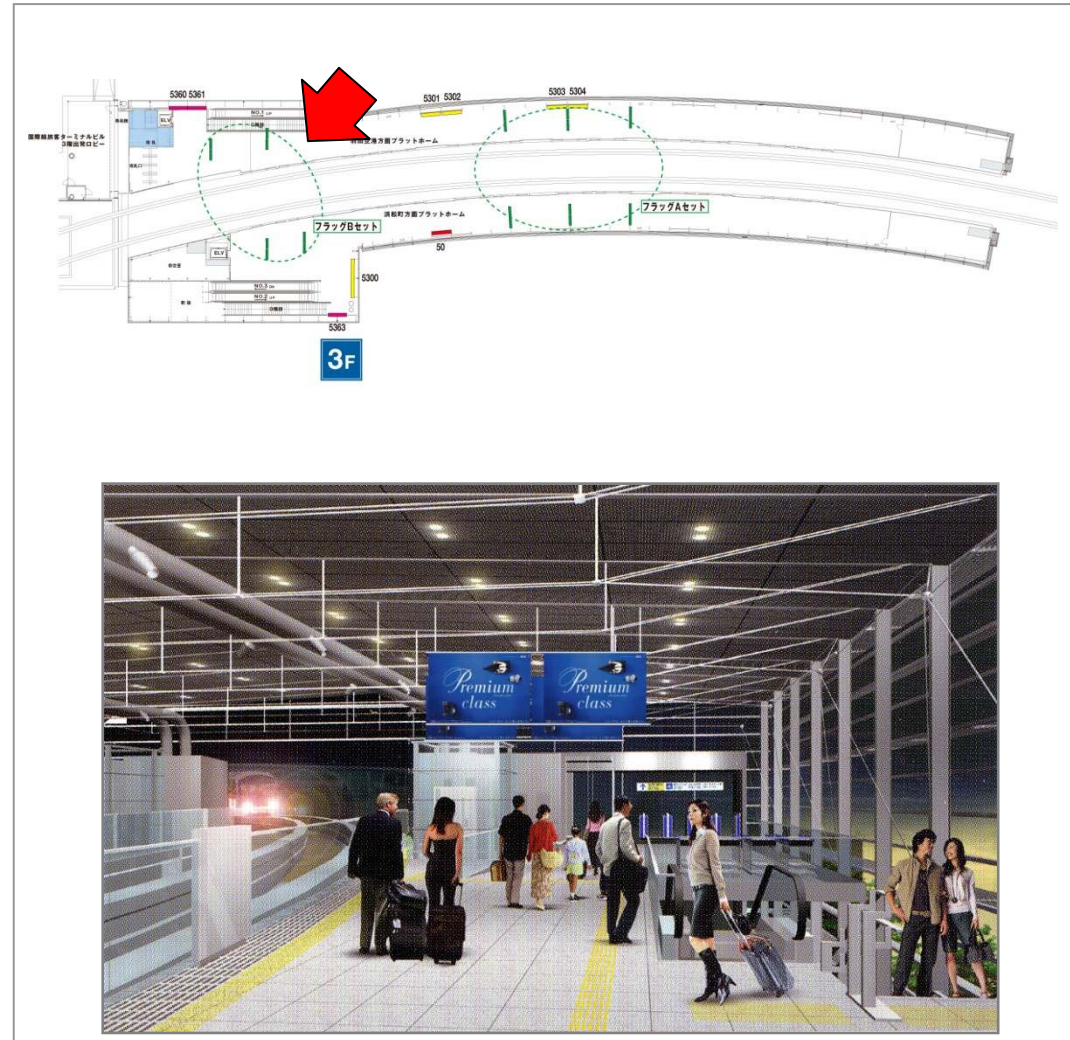 5360 5361
ELV
NO.1 UP
5301 5302
5303 5304
国際線旅客ターミナルビル
3階出発ロビー
羽田空港方面プラットホーム
浜松町方面プラットホーム
フラッグBセット
フラッグAセット
50
ELV
5300
NO.3 DN
NO.2 UP
5363
3F
Premium
class
Premium
class